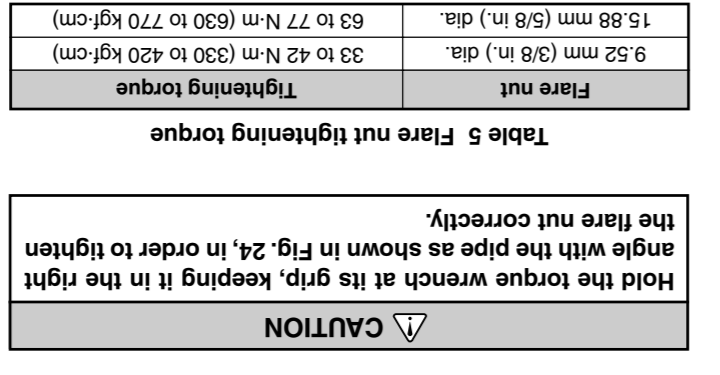 ⚠ CAUTION
Hold the torque wrench at its grip, keeping it in the right
angle with the pipe as shown in Fig. 24, in order to tighten
the flare nut correctly.
Table 5 Flare nut tightening torque
Flare nut Tightening torque
9.52 mm (3/8 in.) dia. 33 to 42 N·m (330 to 420 kgf·cm)
15.88 mm (5/8 in.) dia. 63 to 77 N·m (630 to 770 kgf·cm)